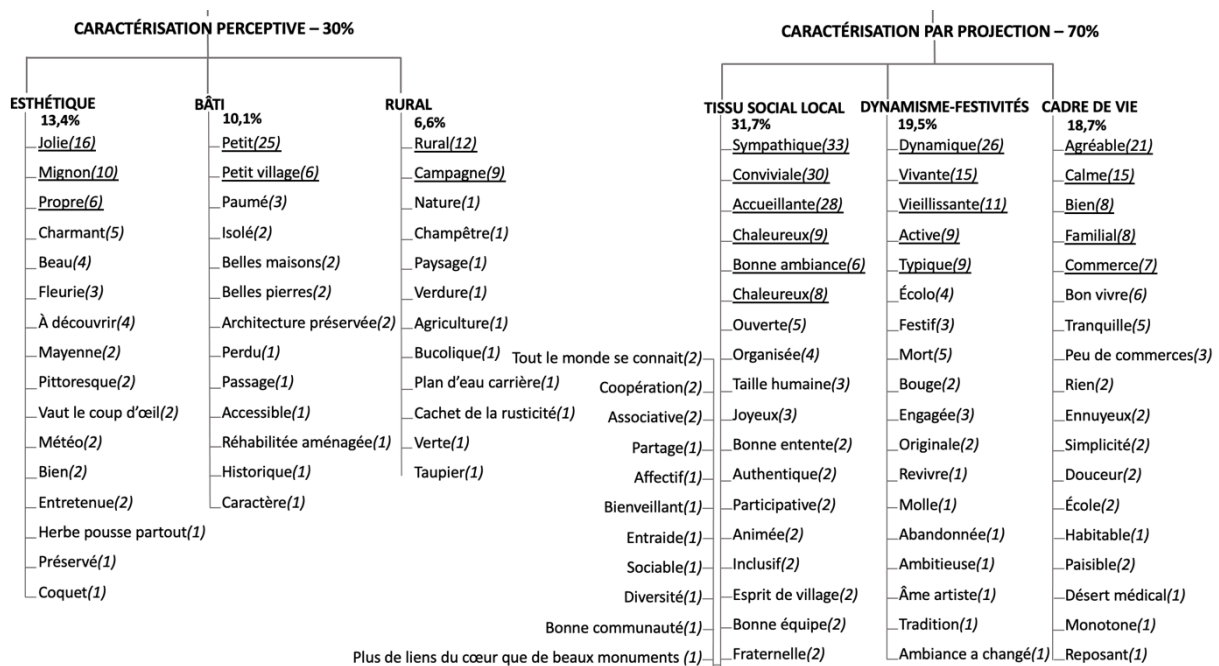 CARACTÉRISATION PERCEPTIVE – 30%
ESTHÉTIQUE
13,4%
Jolie(16)
Mignon(10)
Propre(6)
Charmant(5)
Beau(4)
Fleurie(3)
À découvrir(4)
Mayenne(2)
Pittoresque(2)
Vaut le coup d'œil(2)
Météo(2)
Bien(2)
Entretenue(2)
Herbe pousse partout(1)
Préservé(1)
Coquet(1)
BÂTI
10,1%
Petit(25)
Petit village(6)
Paumé(3)
Isolé(2)
Belles maisons(2)
Belles pierres(2)
Architecture préservée(2)
Perdu(1)
Passage(1)
Accessible(1)
Réhabilitée aménagée(1)
Historique(1)
Caractère(1)
RURAL
6,6%
Rural(12)
Campagne(9)
Nature(1)
Champêtre(1)
Paysage(1)
Verdure(1)
Agriculture(1)
Bucolique(1)
Plan d'eau carrière(1)
Cachet de la rusticité(1)
Verte(1)
Taupier(1)
CARACTÉRISATION PAR PROJECTION – 70%
TISSU SOCIAL LOCAL
31,7%
Sympathique(33)
Conviviale(30)
Accueillante(28)
Chaleureux(9)
Bonne ambiance(6)
Chaleureux(8)
Ouverte(5)
Organisée(4)
Taille humaine(3)
Joyeux(3)
Bonne entente(2)
Authentique(2)
Participative(2)
Animée(2)
Inclusif(2)
Esprit de village(2)
Bonne équipe(2)
Fraternelle(2)
Tout le monde se connait(2)
Coopération(2)
Associative(2)
Partage(1)
Affectif(1)
Bienveillant(1)
Entraide(1)
Sociable(1)
Diversité(1)
Bonne communauté(1)
Plus de liens du cœur que de beaux monuments (1)
DYNAMISME-FESTIVITÉS
19,5%
Dynamique(26)
Vivante(15)
Vieillissante(11)
Active(9)
Typique(9)
Écolo(4)
Festif(3)
Mort(5)
Bouge(2)
Engagée(3)
Originale(2)
Revivre(1)
Molle(1)
Abandonnée(1)
Ambitieuse(1)
Âme artiste(1)
Tradition(1)
Ambiance a changé(1)
CADRE DE VIE
18,7%
Agréable(21)
Calme(15)
Bien(8)
Familial(8)
Commerce(7)
Bon vivre(6)
Tranquille(5)
Peu de commerces(3)
Rien(2)
Ennuyeux(2)
Simplicité(2)
Douceur(2)
École(2)
Habitable(1)
Paisible(2)
Désert médical(1)
Monotone(1)
Reposant(1)